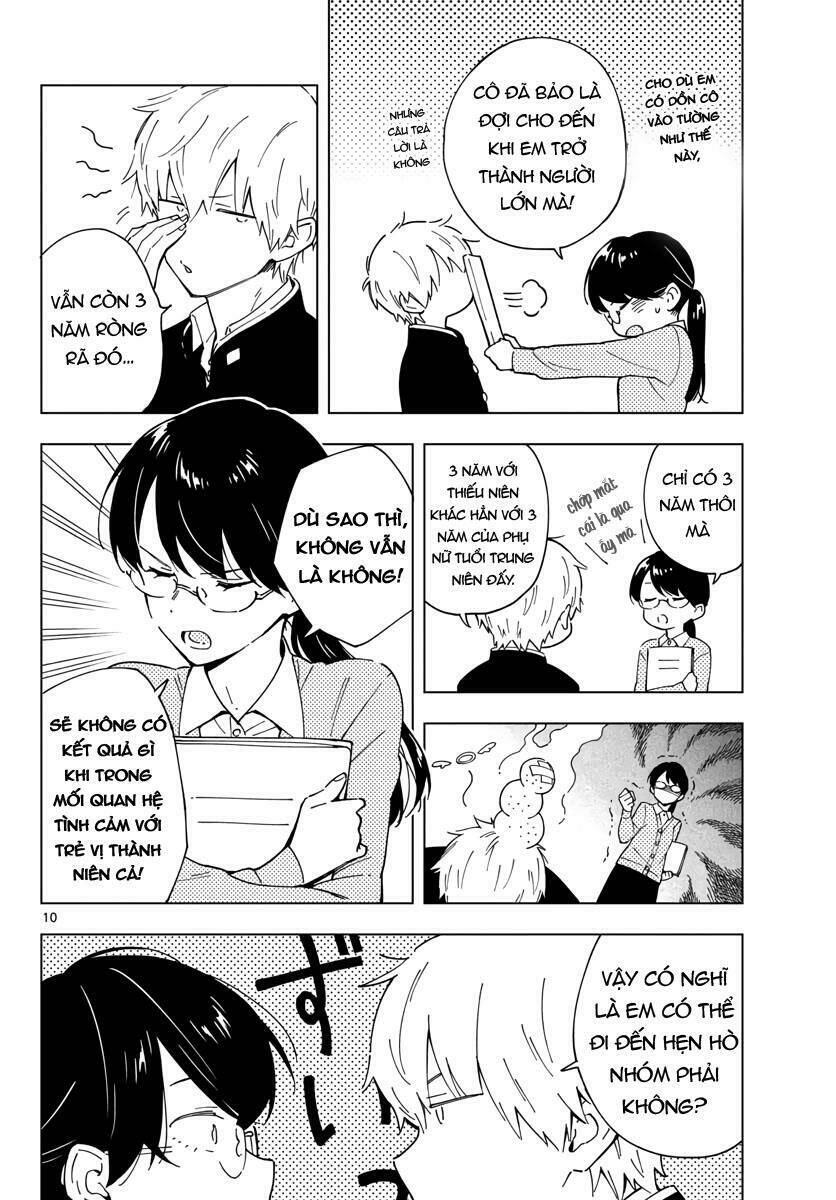 CHO DÙ EM
CÓ DỒN CÔ
VÀO TƯỜNG
NHƯ THẾ
NÀY,
CÔ ĐÃ BẢO LÀ
ĐỢI CHO ĐẾN
KHI EM TRỞ
THÀNH NGƯỜI
LỚN MÀ!
NHƯNG
CÂU TRẢ
LỜI LÀ
KHÔNG
VẪN CÒN 3
NĂM RÒNG
RÃ ĐÓ...
CHỈ CÓ 3
NĂM THÔI
MÀ
chớp mắt
cái là qua
ấy mà
3 NĂM VỚI
THIẾU NIÊN
KHÁC HẲN VỚI 3
NĂM CỦA PHỤ
NỮ TUỔI TRUNG
NIÊN ĐẤY.
DÙ SAO THÌ,
KHÔNG VẪN
LÀ KHÔNG!
SẼ KHÔNG CÓ
KẾT QUẢ GÌ
KHI TRONG
MỐI QUAN HỆ
TÌNH CẢM VỚI
TRẺ VỊ THÀNH
NIÊN CẢ!
10
VẬY CÓ NGHĨ
LÀ EM CÓ THỂ
ĐI ĐẾN HẸN HÒ
NHÓM PHẢI
KHÔNG?
ずいっ